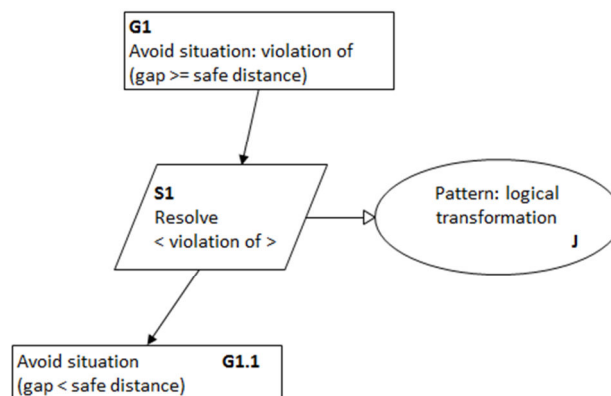 G1
Avoid situation: violation of
(gap >= safe distance)
S1
Resolve
< violation of >
Pattern: logical
transformation
J
Avoid situation G1.1
(gap < safe distance)